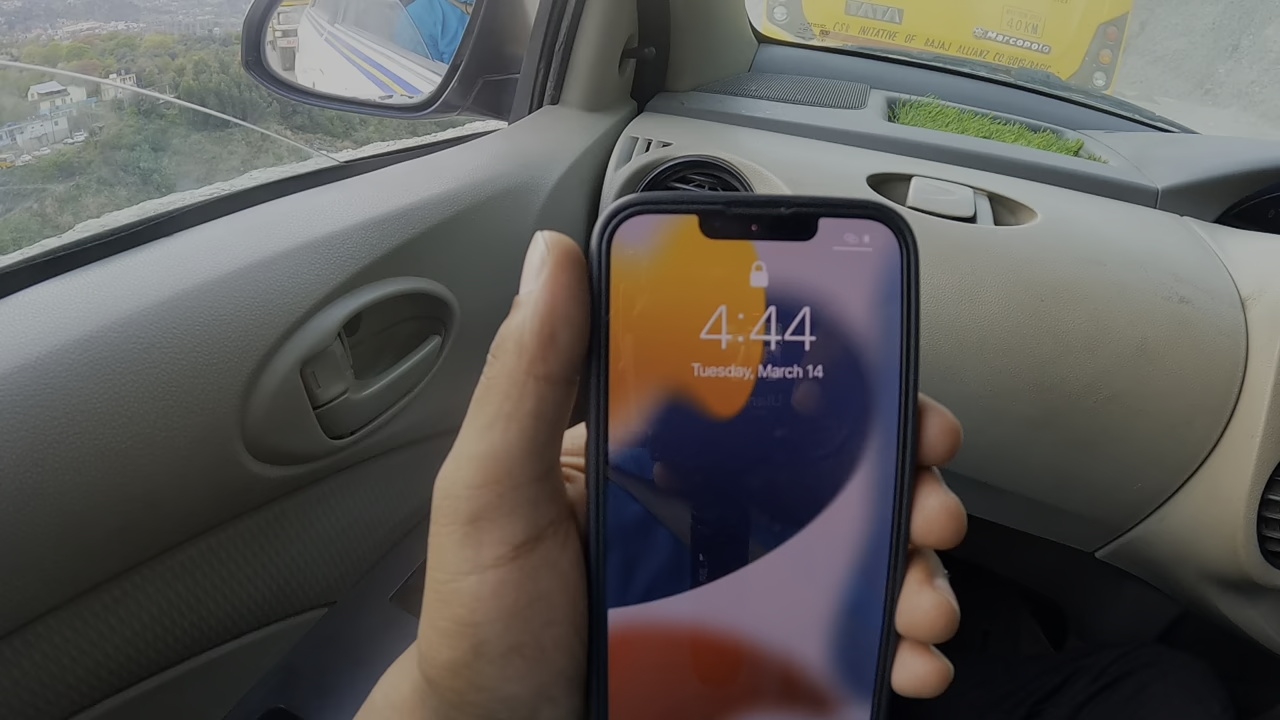 TATA
40KM
Marcopolo
CSR INITIATIVE OF BAJAJ ALLIANZ
4:44
Tuesday, March 14